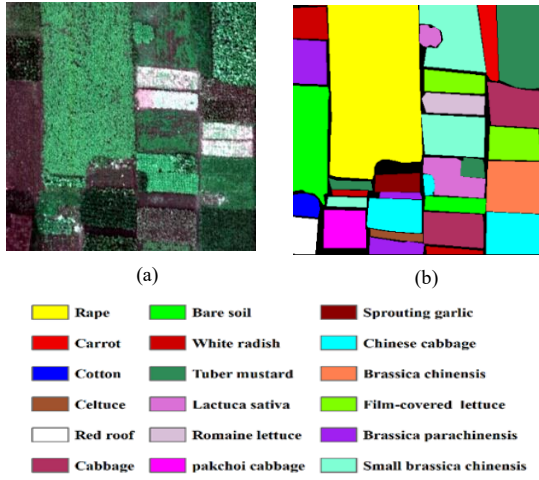 (a) (b)
Rape Bare soil Sprouting garlic
Carrot White radish Chinese cabbage
Cotton Tuber mustard Brassica chinensis
Celtuce Lactuca sativa Film-covered lettuce
Red roof Romaine lettuce Brassica parachinensis
Cabbage pakchoi cabbage Small brassica chinensis